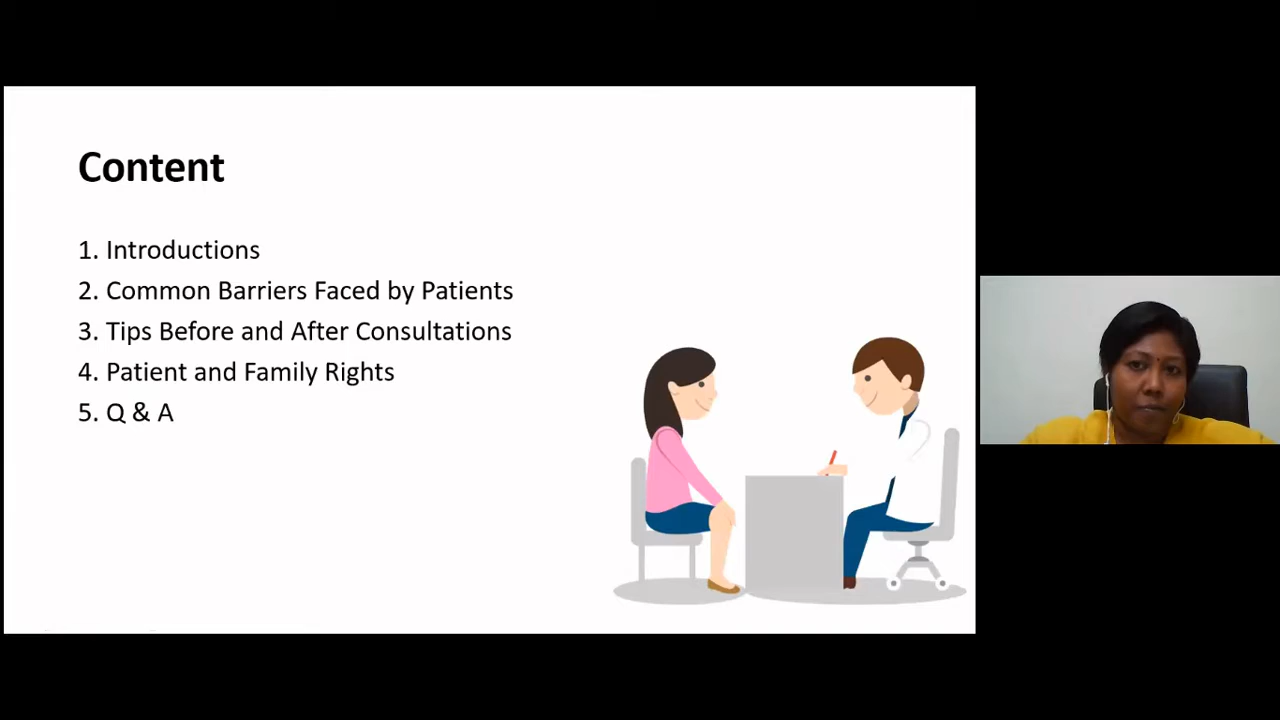 Content
1. Introductions
2. Common Barriers Faced by Patients
3. Tips Before and After Consultations
4. Patient and Family Rights
5. Q & A